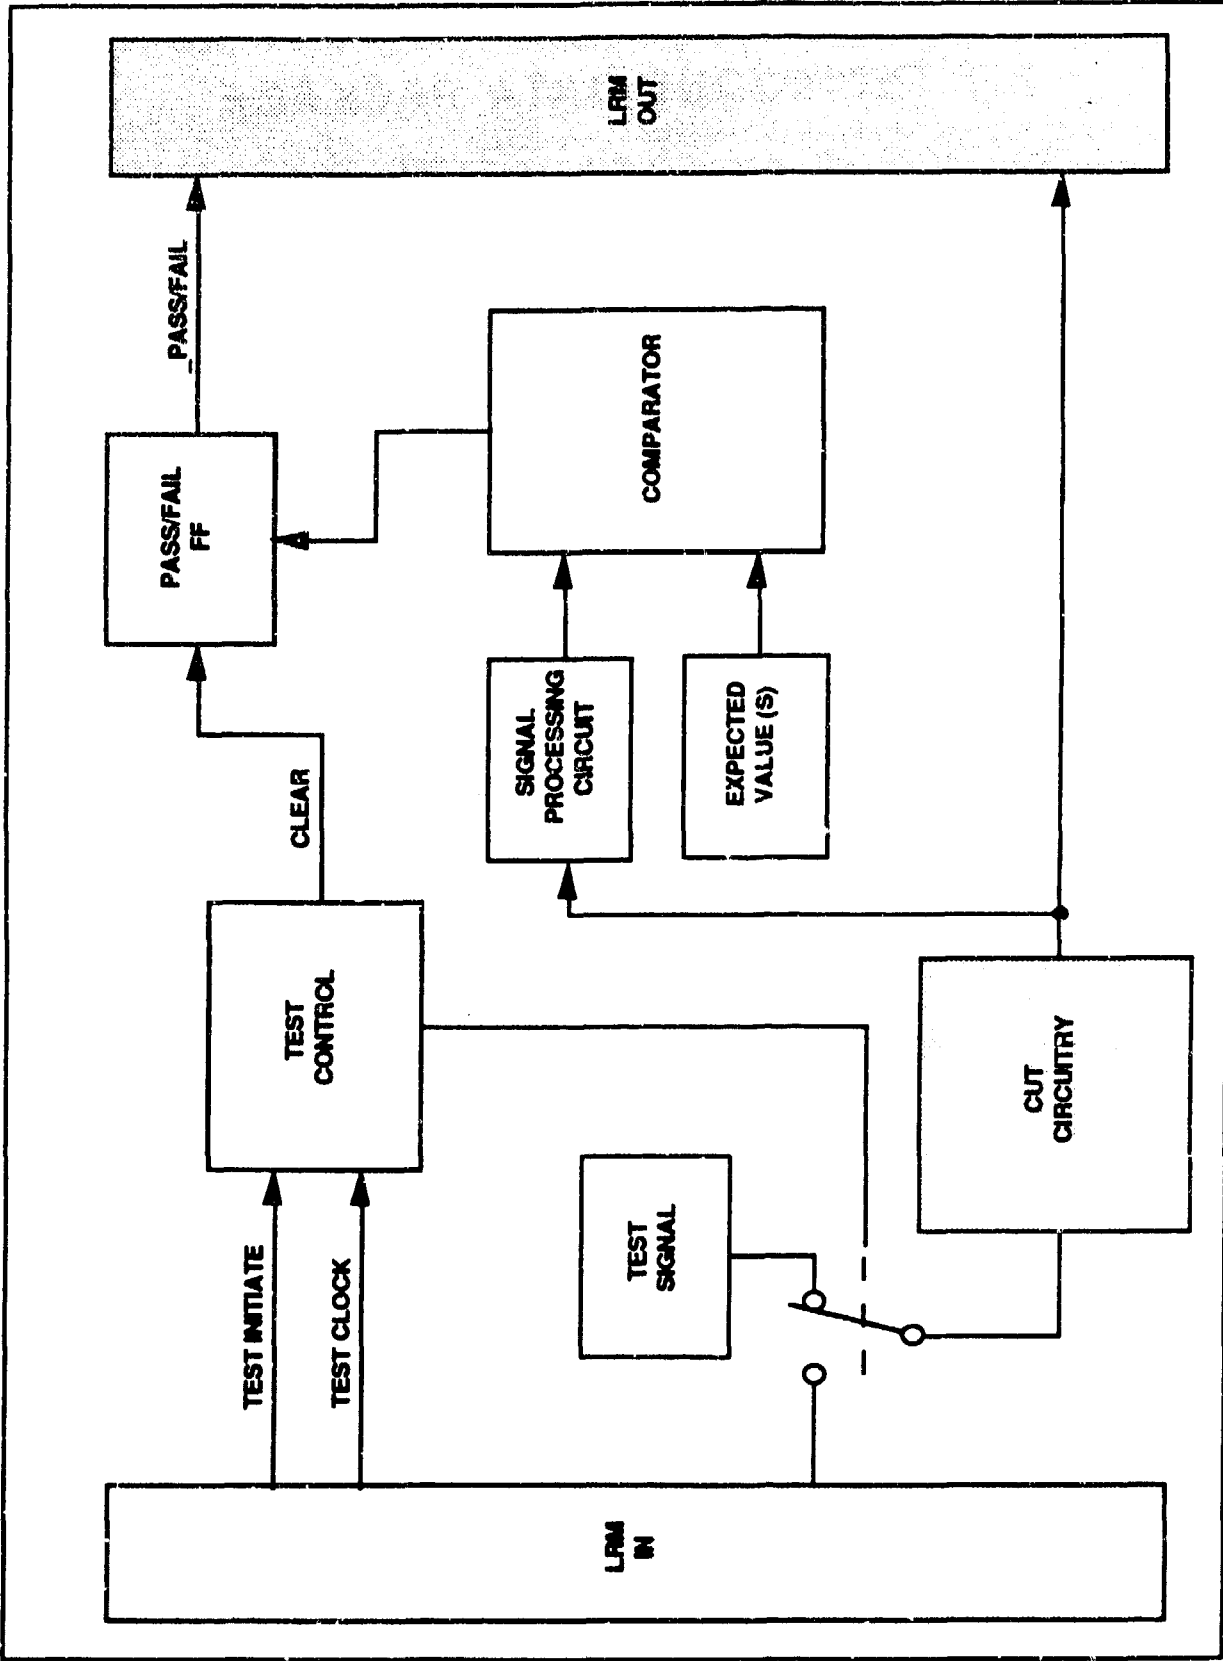 LRM
IN
TEST INITIATE
TEST CLOCK
TEST
CONTROL
CLEAR
PASS/FAIL
FF
_PASS/FAIL
TEST
SIGNAL
SIGNAL
PROCESSING
CIRCUIT
EXPECTED
VALUE (S)
COMPARATOR
CUT
CIRCUITRY
LRM
OUT